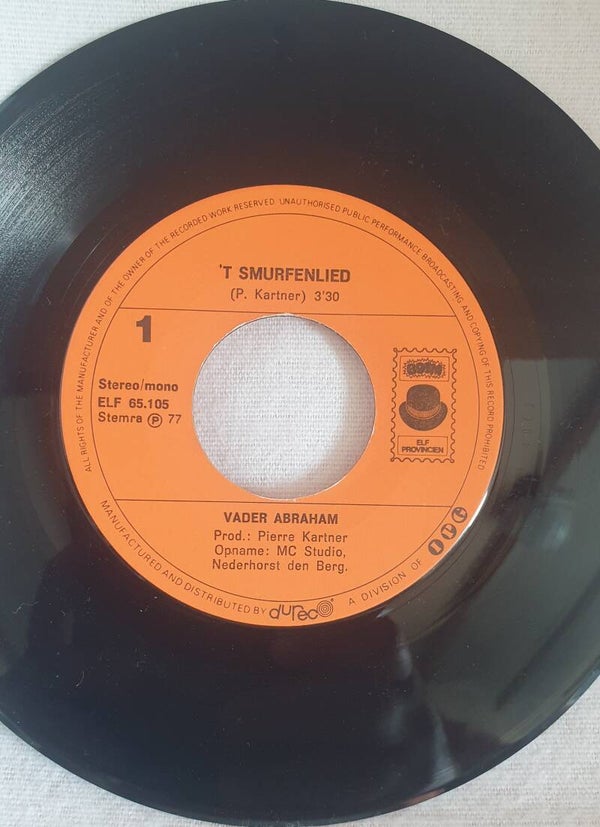 ALL RIGHTS OF THE MANUFACTURER AND OF THE OWNER OF THE RECORDED WORK RESERVED UNAUTHORISED PUBLIC PERFORMANCE BROADCASTING AND COPYING OF THIS RECORD PROHIBITED
'T SMURFENLIED
(P. Kartner) 3'30
1
Stereo/mono
ELF 65.105
Stemra Ⓟ 77
ELF
PROVINCIEN
VADER ABRAHAM
Prod.: Pierre Kartner
Opname: MC Studio,
Nederhorst den Berg.
MANUFACTURED AND DISTRIBUTED BY dureco A DIVISION OF